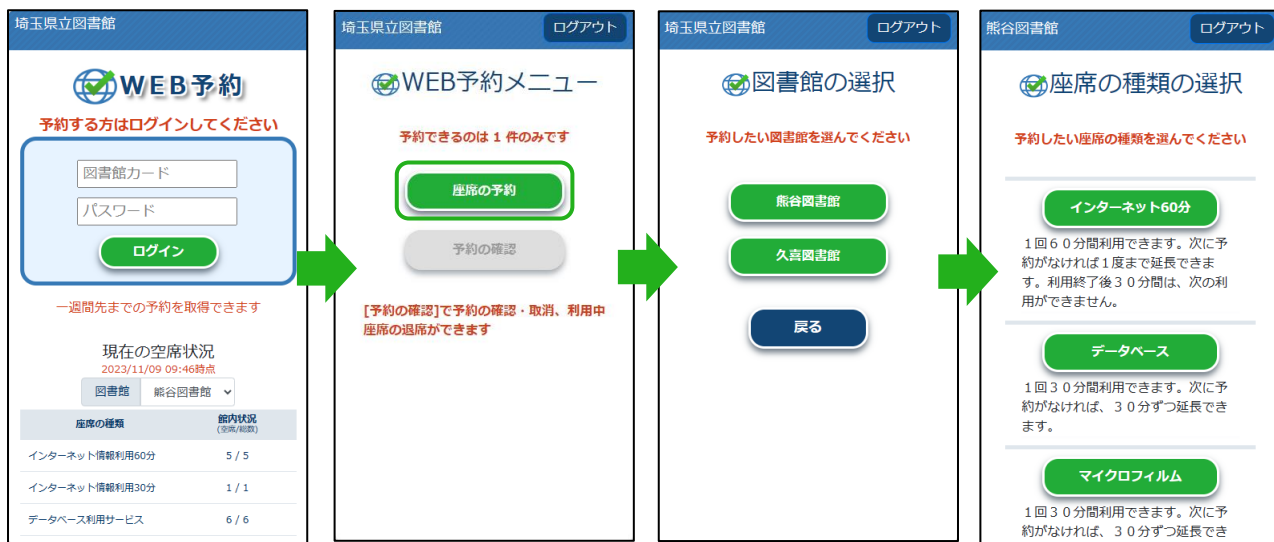 埼玉県立図書館
WEB予約
予約する方はログインしてください
図書館カード
パスワード
ログイン
一週間先までの予約を取得できます
現在の空席状況
2023/11/09 09:46時点
図書館 熊谷図書館
座席の種類 館内状況
(空席/総数)
インターネット情報利用60分 5 / 5
インターネット情報利用30分 1 / 1
データベース利用サービス 6 / 6
埼玉県立図書館 ログアウト
WEB予約メニュー
予約できるのは 1 件のみです
座席の予約
予約の確認
[予約の確認]で予約の確認・取消、利用中
座席の退席ができます
埼玉県立図書館 ログアウト
図書館の選択
予約したい図書館を選んでください
熊谷図書館
久喜図書館
戻る
熊谷図書館 ログアウト
座席の種類の選択
予約したい座席の種類を選んでください
インターネット60分
1回60分間利用できます。次に予
約がなければ1度まで延長できま
す。利用終了後30分間は、次の利
用ができません。
データベース
1回30分間利用できます。次に予
約がなければ、30分ずつ延長でき
ます。
マイクロフィルム
1回30分間利用できます。次に予
約がなければ、30分ずつ延長でき